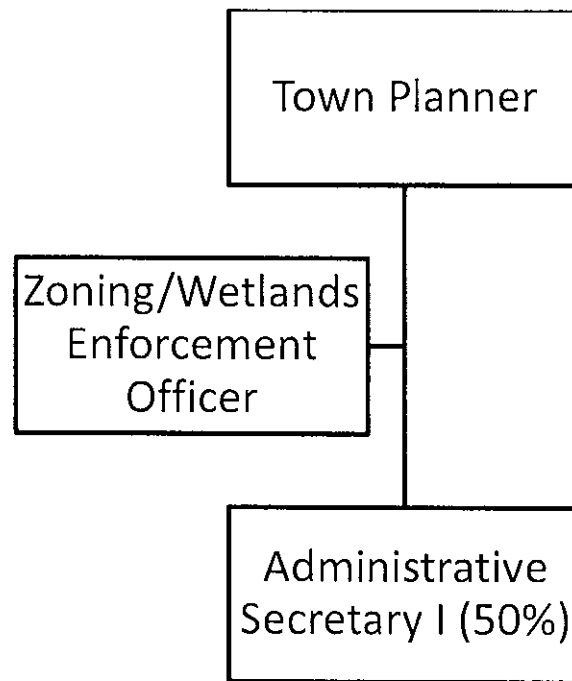 Town Planner
Zoning/Wetlands
Enforcement
Officer
Administrative
Secretary I (50%)